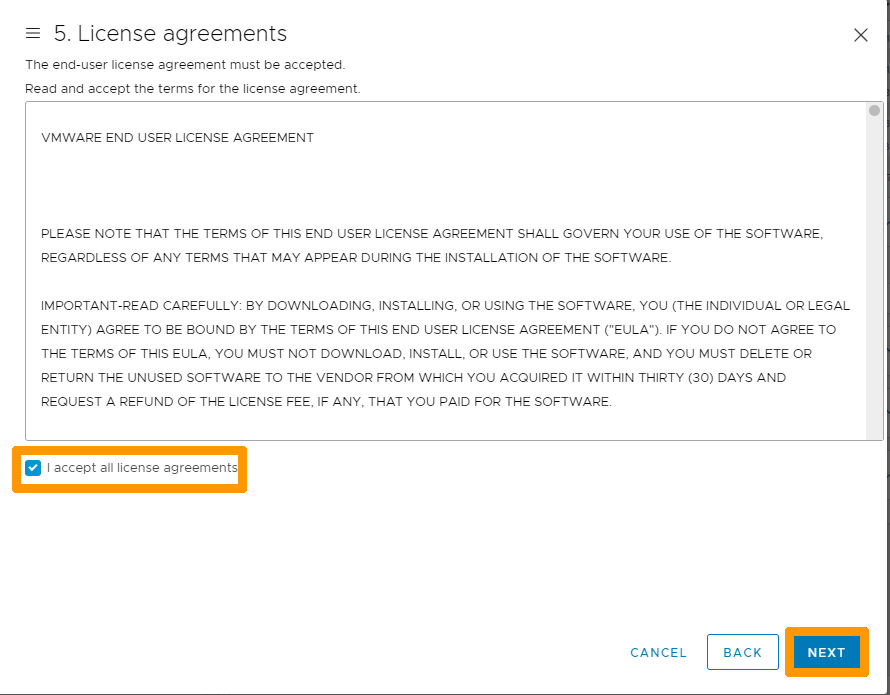 5. License agreements
The end-user license agreement must be accepted.
Read and accept the terms for the license agreement.
VMWARE END USER LICENSE AGREEMENT
PLEASE NOTE THAT THE TERMS OF THIS END USER LICENSE AGREEMENT SHALL GOVERN YOUR USE OF THE SOFTWARE,
REGARDLESS OF ANY TERMS THAT MAY APPEAR DURING THE INSTALLATION OF THE SOFTWARE.
IMPORTANT-READ CAREFULLY: BY DOWNLOADING, INSTALLING, OR USING THE SOFTWARE, YOU (THE INDIVIDUAL OR LEGAL
ENTITY) AGREE TO BE BOUND BY THE TERMS OF THIS END USER LICENSE AGREEMENT ("EULA"). IF YOU DO NOT AGREE TO
THE TERMS OF THIS EULA, YOU MUST NOT DOWNLOAD, INSTALL, OR USE THE SOFTWARE, AND YOU MUST DELETE OR
RETURN THE UNUSED SOFTWARE TO THE VENDOR FROM WHICH YOU ACQUIRED IT WITHIN THIRTY (30) DAYS AND
REQUEST A REFUND OF THE LICENSE FEE, IF ANY, THAT YOU PAID FOR THE SOFTWARE.
I accept all license agreements
CANCEL BACK NEXT